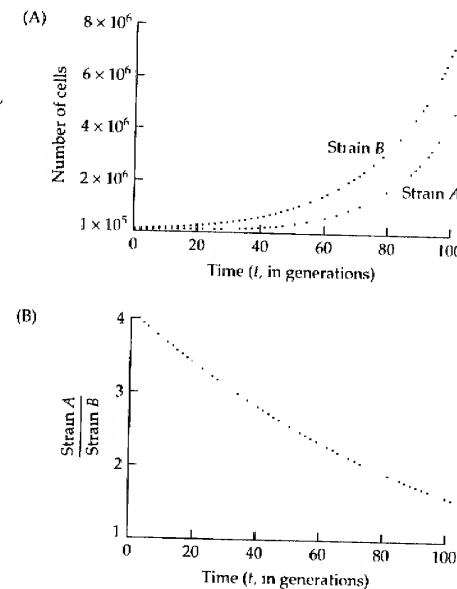 (A)
8 × 10⁶
6 × 10⁶
4 × 10⁶
2 × 10⁶
1 × 10⁵
Number of cells
Strain B
Strain A
0 20 40 60 80 100
Time (t, in generations)
(B)
4
3
2
1
Strain A
Strain B
0 20 40 60 80 100
Time (t, in generations)